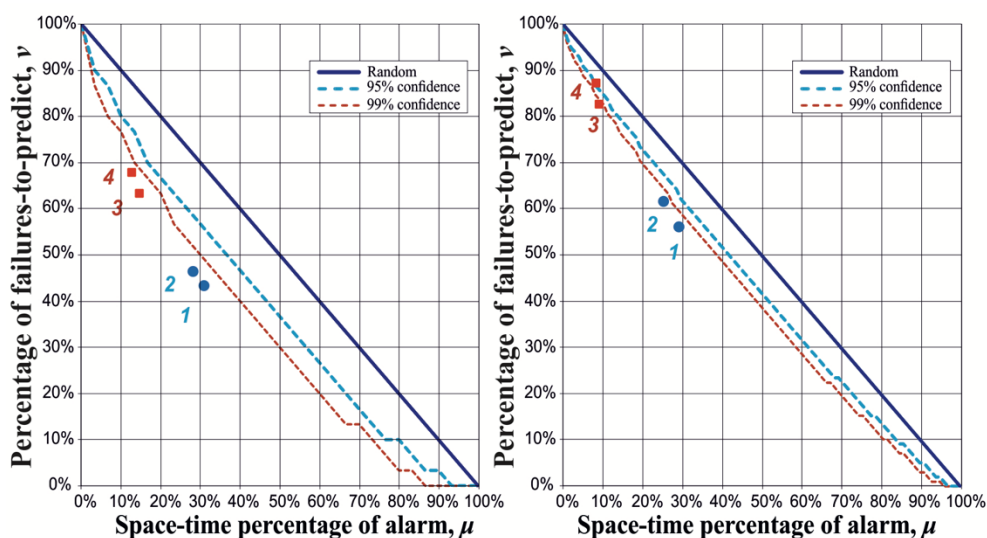 Percentage of failures-to-predict, ν
100%
90%
80%
70%
60%
50%
40%
30%
20%
10%
0%
Random
95% confidence
99% confidence
4
3
2
1
0% 10% 20% 30% 40% 50% 60% 70% 80% 90% 100%
Space-time percentage of alarm, μ
Percentage of failures-to-predict, ν
100%
90%
80%
70%
60%
50%
40%
30%
20%
10%
0%
Random
95% confidence
99% confidence
4
3
2
1
0% 10% 20% 30% 40% 50% 60% 70% 80% 90% 100%
Space-time percentage of alarm, μ